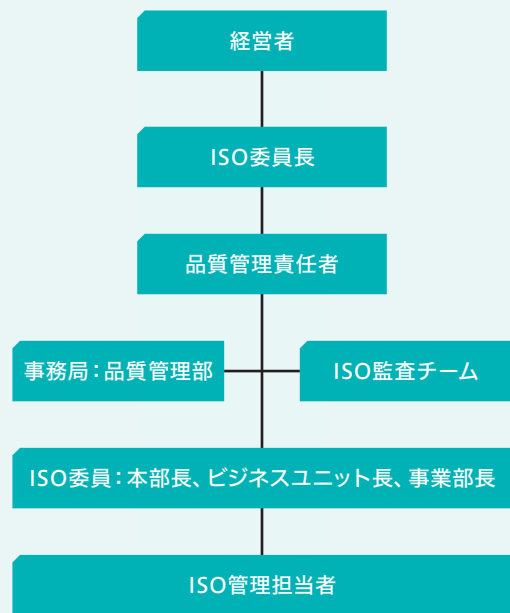 経営者
ISO委員長
品質管理責任者
事務局：品質管理部
ISO監査チーム
ISO委員：本部長、ビジネスユニット長、事業部長
ISO管理担当者